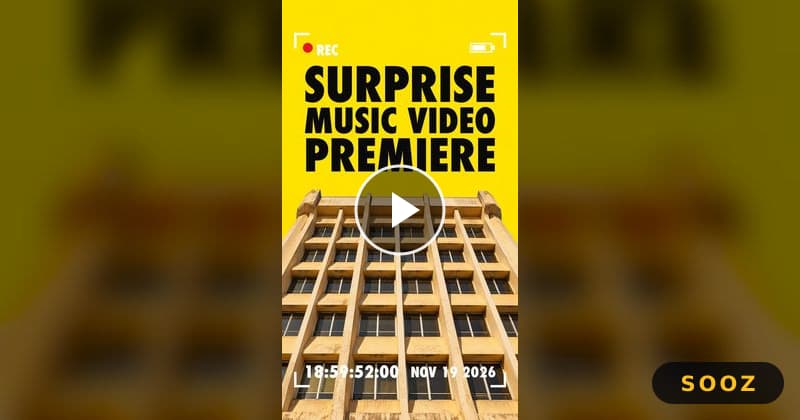 REC
SURPRISE
MUSIC VIDEO
PREMIERE
18:59:52:00 NOV 19 2026
SOOZ